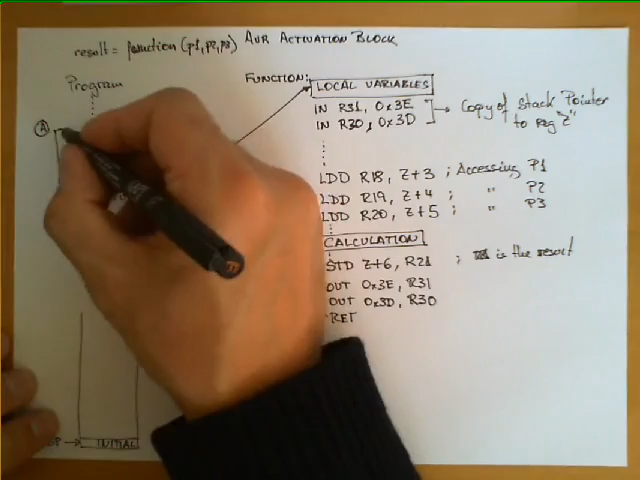 result = function (p1, p2, p3) AVR ACTIVATION BLOCK
Program
FUNCTION: LOCAL VARIABLES
IN R31, 0x3E
IN R30, 0x3D
Copy of Stack Pointer
to Reg "Z"
A
LDD R18, Z+3 ; Accessing P1
LDD R19, Z+4 ; " P2
LDD R20, Z+5 ; " P3
CALCULATION
STD Z+6, R21 ; is the result
OUT 0x3E, R31
OUT 0x3D, R30
RET
SP → INITIAL